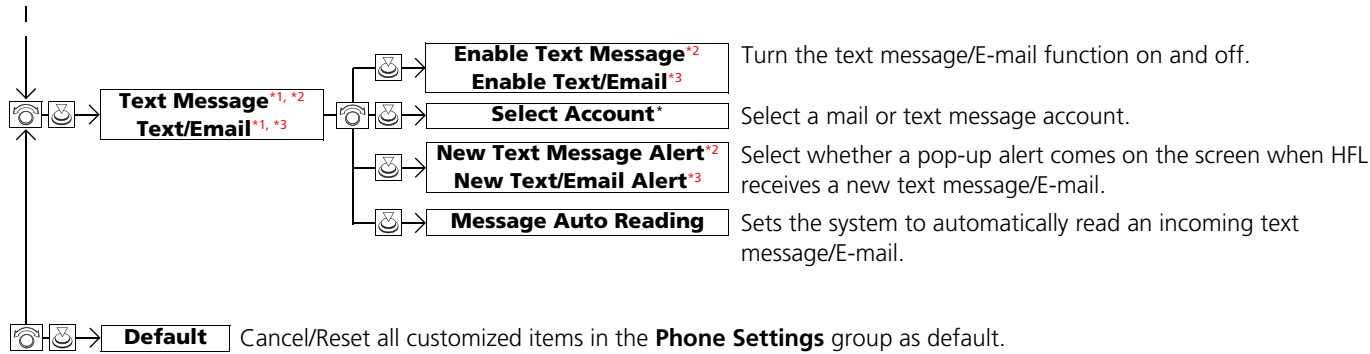 Text Message*1, *2
Text/Email*1, *3
Enable Text Message*2
Enable Text/Email*3
Turn the text message/E-mail function on and off.
Select Account*
Select a mail or text message account.
New Text Message Alert*2
New Text/Email Alert*3
Select whether a pop-up alert comes on the screen when HFL
receives a new text message/E-mail.
Message Auto Reading
Sets the system to automatically read an incoming text
message/E-mail.
Default
Cancel/Reset all customized items in the Phone Settings group as default.